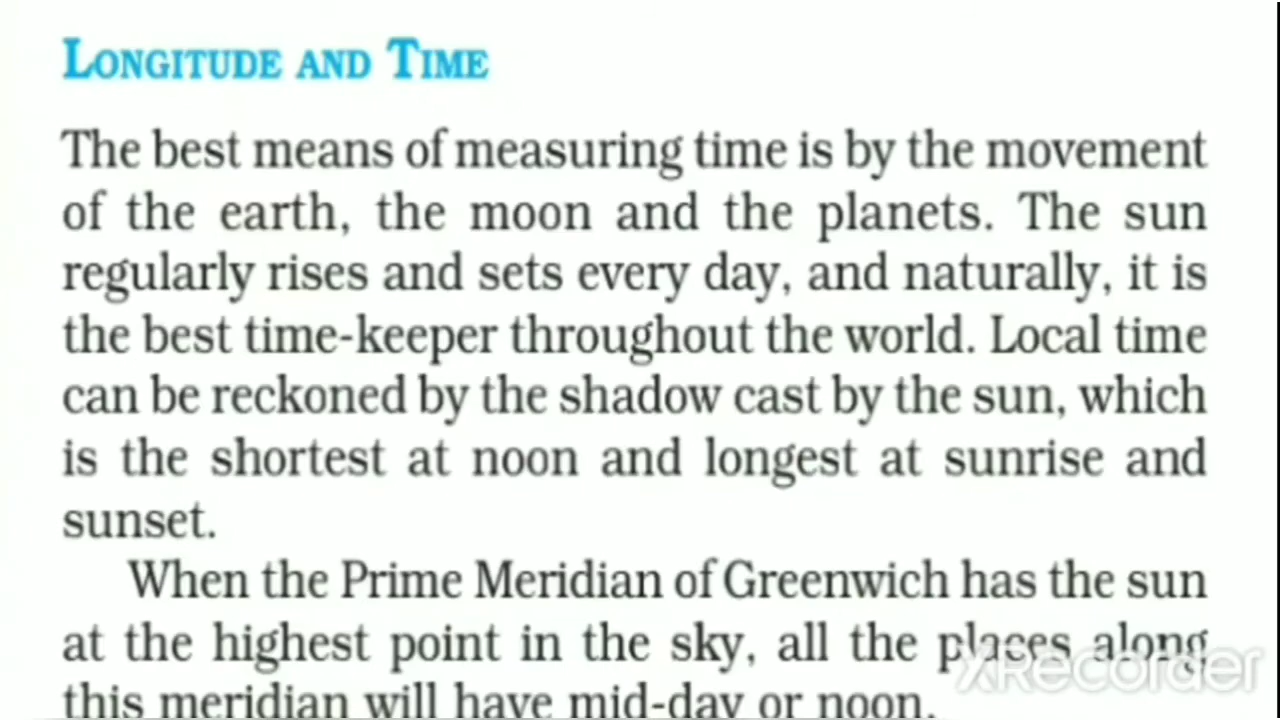 LONGITUDE AND TIME
The best means of measuring time is by the movement
of the earth, the moon and the planets. The sun
regularly rises and sets every day, and naturally, it is
the best time-keeper throughout the world. Local time
can be reckoned by the shadow cast by the sun, which
is the shortest at noon and longest at sunrise and
sunset.
When the Prime Meridian of Greenwich has the sun
at the highest point in the sky, all the places along
this meridian will have mid-day or noon.
XRecorder